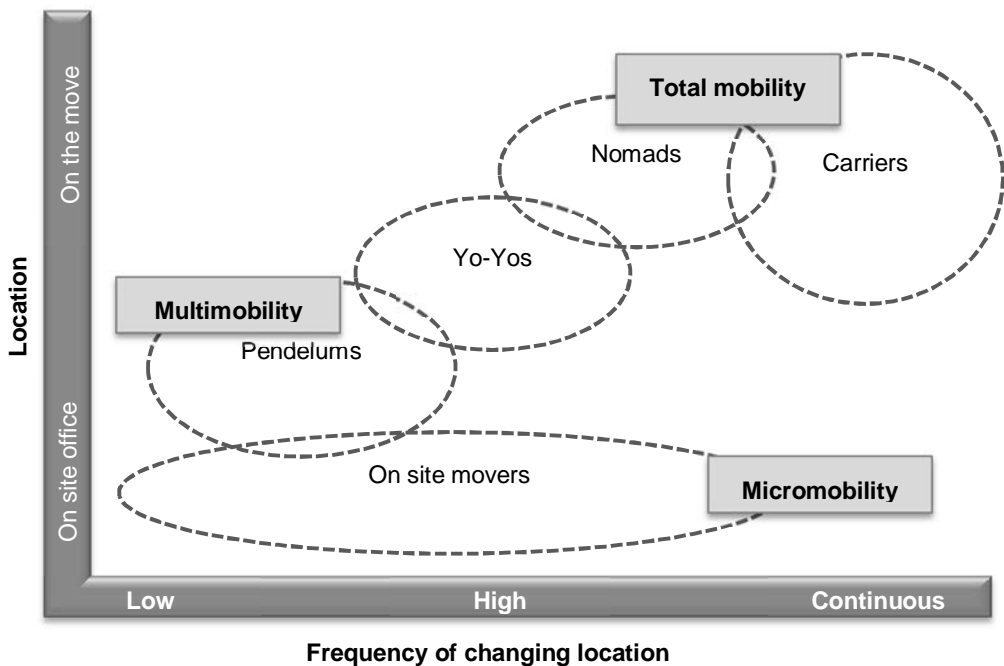 On the move
Location
On site office
Total mobility
Nomads
Carriers
Yo-Yos
Multimobility
Pendelums
On site movers
Micromobility
Low
High
Continuous
Frequency of changing location